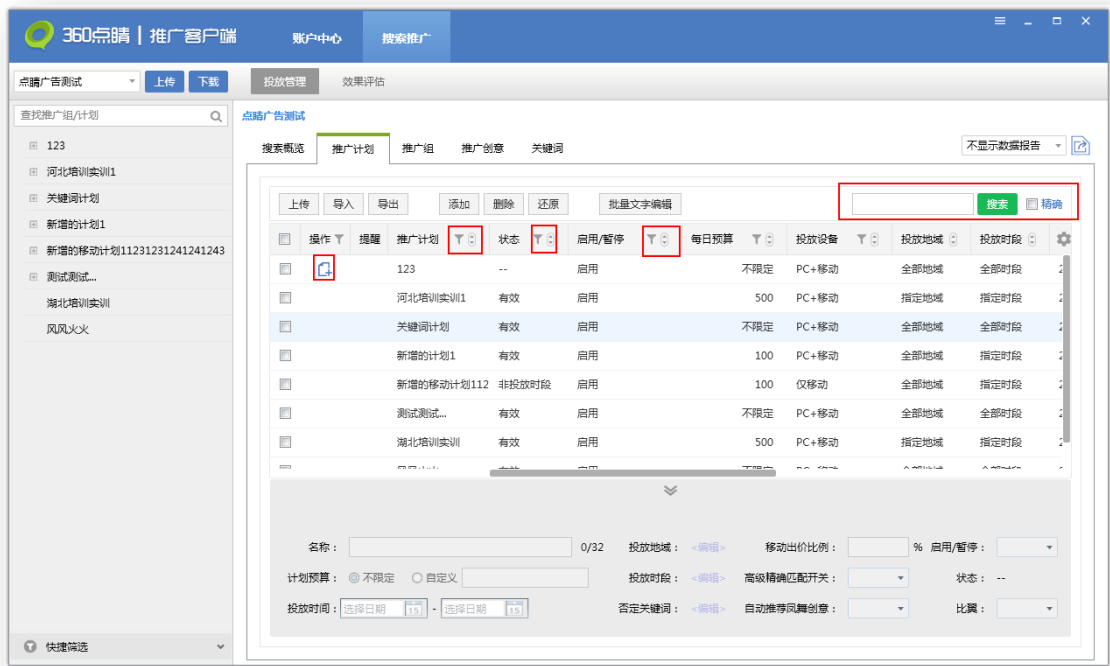 360点睛 | 推广客户端 账户中心 搜索推广
点睛广告测试 上传 下载 投放管理 效果评估
查找推广组/计划
123
河北培训实训1
关键词计划
新增的计划1
新增的移动计划11231231241241243
测试测试...
湖北培训实训
风风火火
快捷筛选
点睛广告测试
搜索概览 推广计划 推广组 推广创意 关键词 不显示数据报告
上传 导入 导出 添加 删除 还原 批量文字编辑 搜索 精确
操作 提醒 推广计划 状态 启用/暂停 每日预算 投放设备 投放地域 投放时段
123 -- 启用 不限定 PC+移动 全部地域 全部时段
河北培训实训1 有效 启用 500 PC+移动 指定地域 指定时段
关键词计划 有效 启用 不限定 PC+移动 全部地域 全部时段
新增的计划1 有效 启用 100 PC+移动 全部地域 指定时段
新增的移动计划112 非投放时段 启用 100 仅移动 全部地域 指定时段
测试测试... 有效 启用 不限定 PC+移动 全部地域 全部时段
湖北培训实训 有效 启用 500 PC+移动 指定地域 指定时段
名称： 0/32 投放地域： <编辑> 移动出价比例： % 启用/暂停：
计划预算： 不限定 自定义 投放时段： <编辑> 高级精确匹配开关： 状态： --
投放时间： 选择日期 15 - 选择日期 15 否定关键词： <编辑> 自动推荐凤舞创意： 比翼：